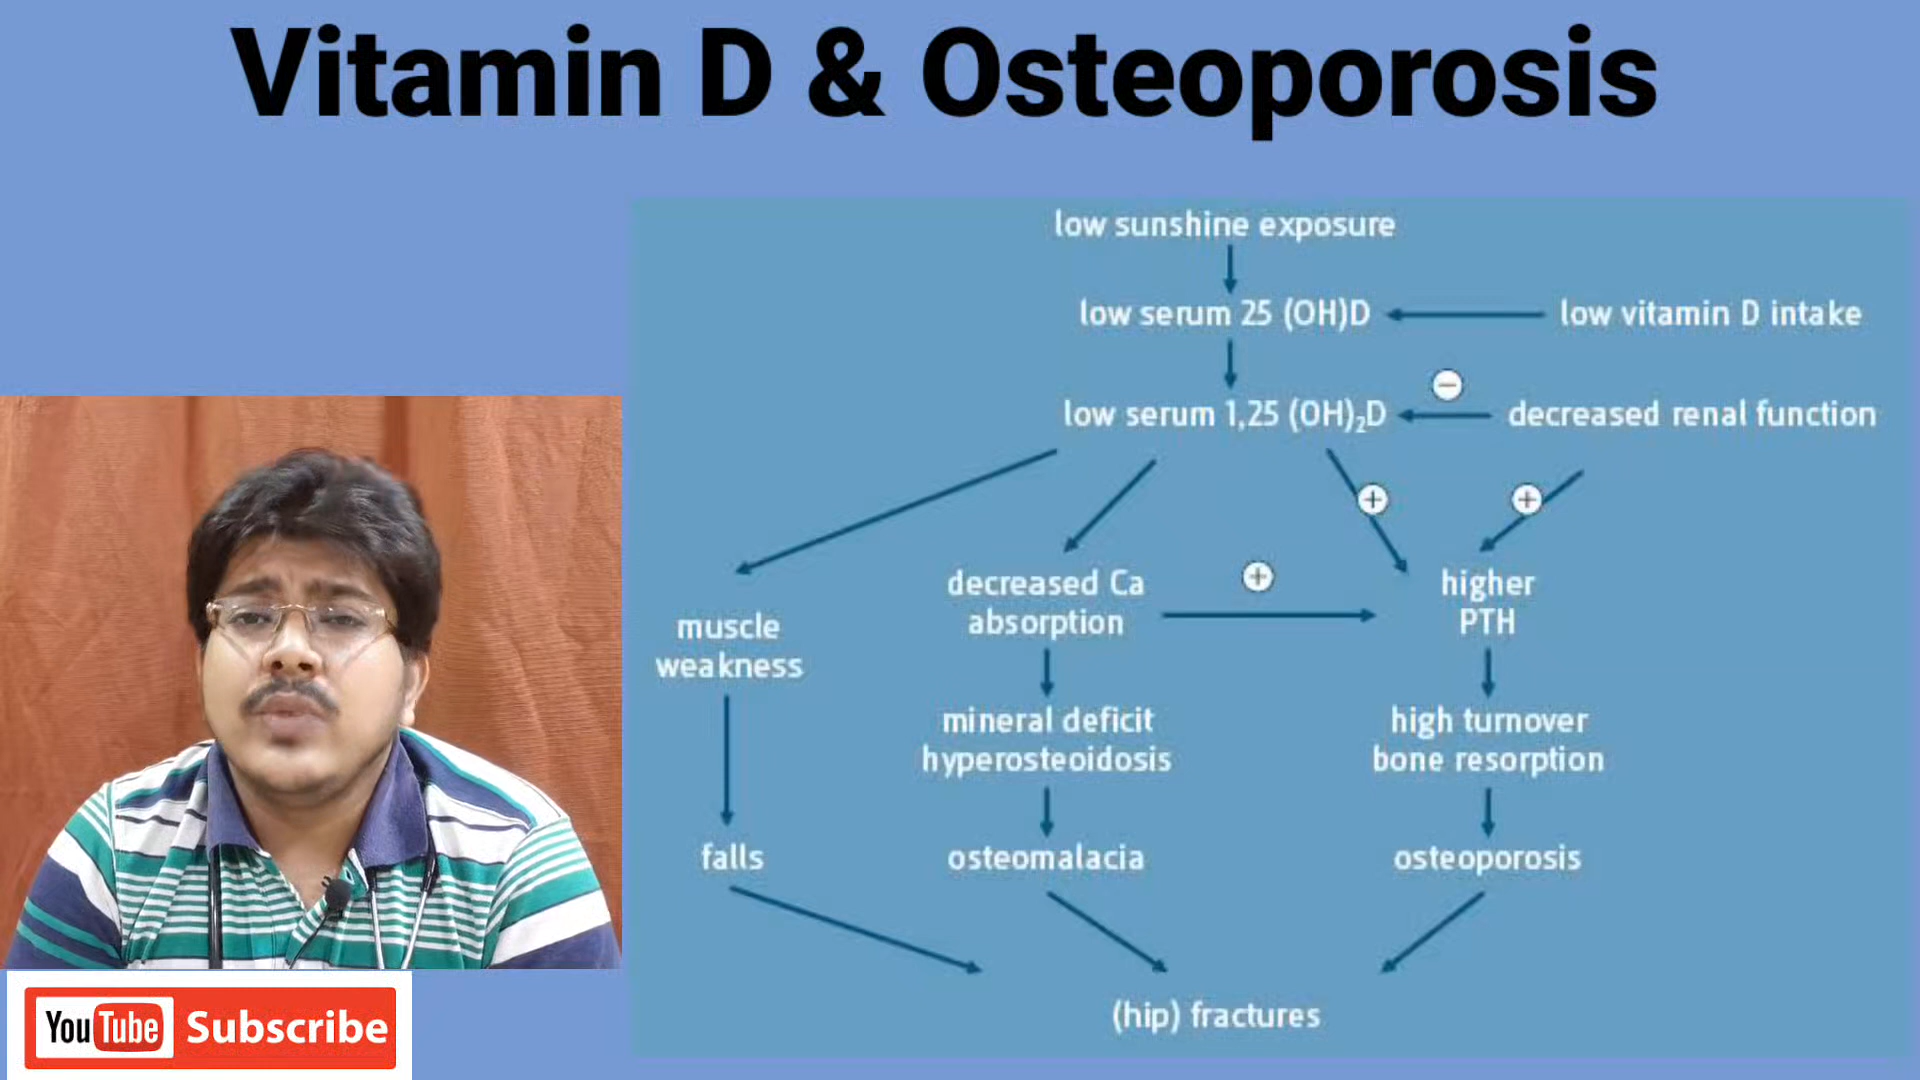 Vitamin D & Osteoporosis
low sunshine exposure
low serum 25 (OH)D
low vitamin D intake
−
low serum 1,25 (OH)₂D
decreased renal function
+
+
decreased Ca
absorption
+
higher
PTH
muscle
weakness
mineral deficit
hyperosteoidosis
high turnover
bone resorption
falls
osteomalacia
osteoporosis
(hip) fractures
YouTube Subscribe